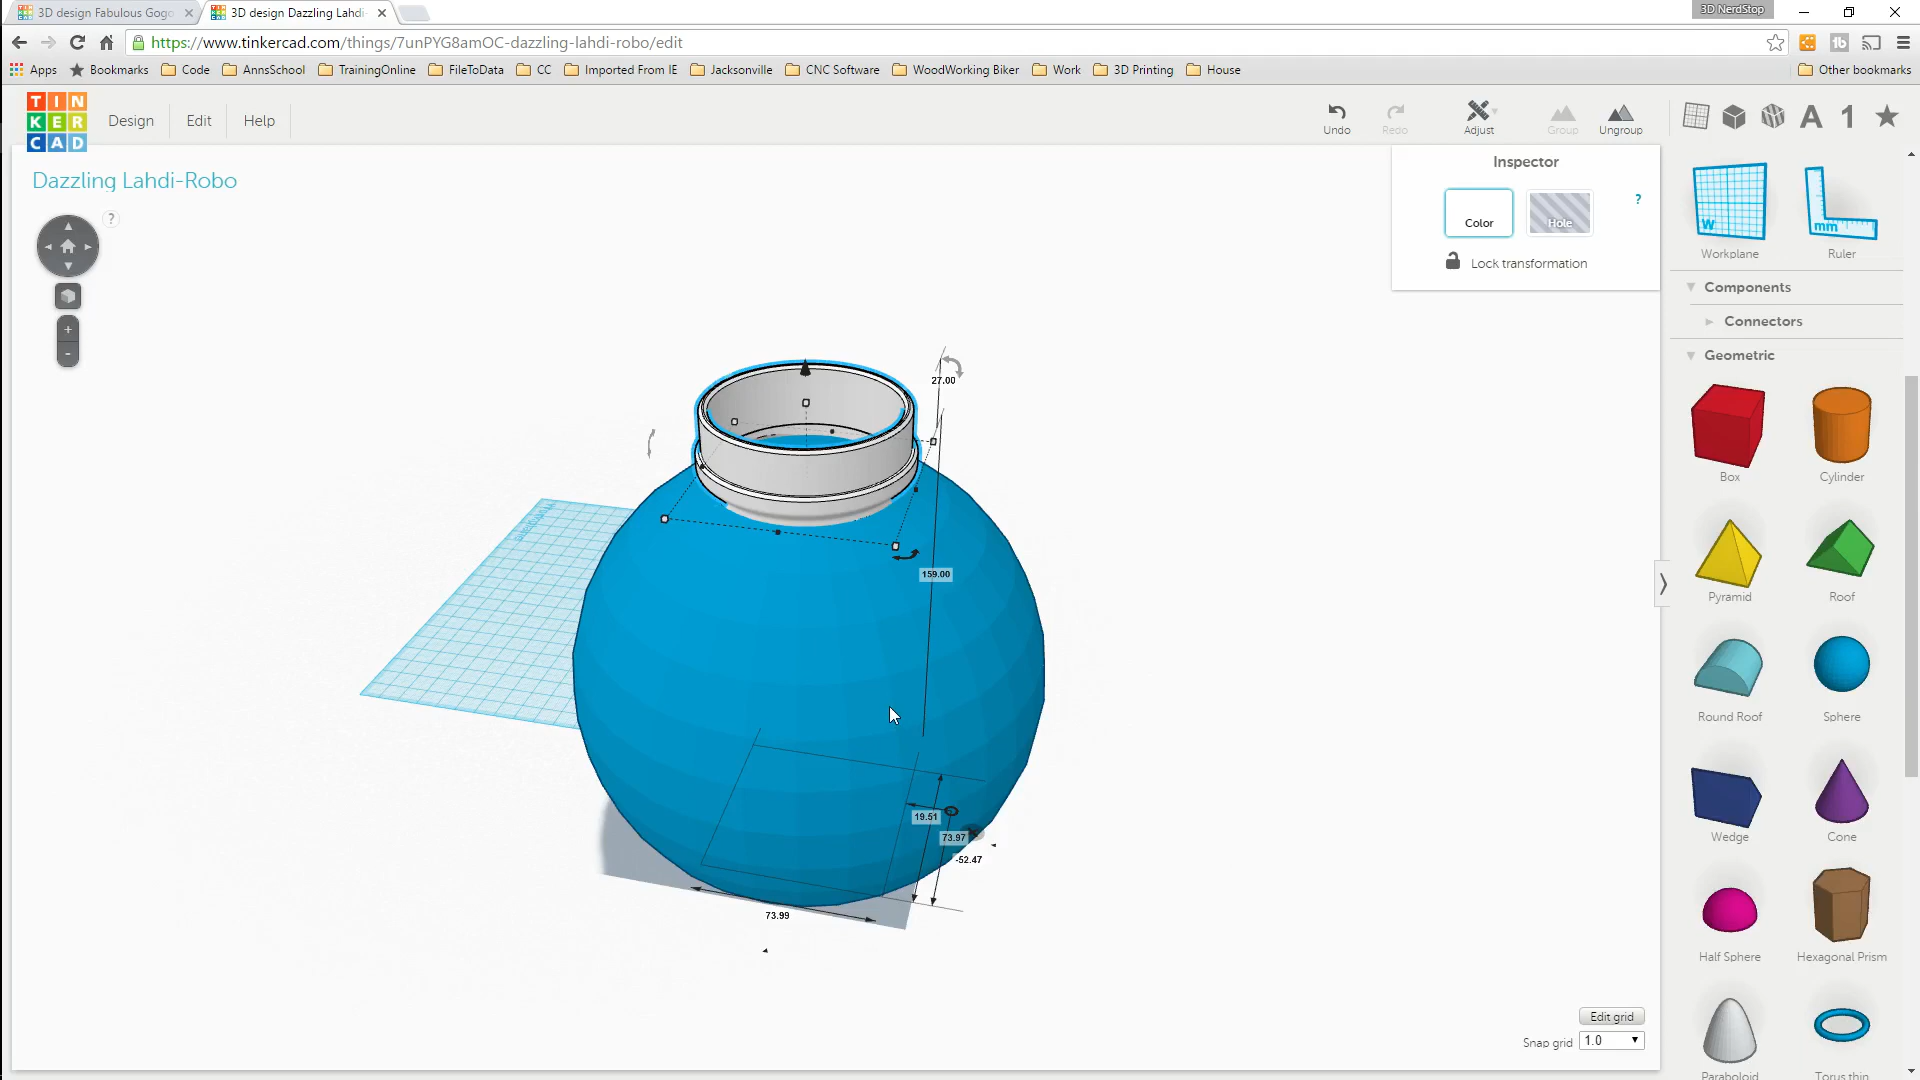 3D design Fabulous Gogo
3D design Dazzling Lahdi-
3D NerdStop
https://www.tinkercad.com/things/7unPYG8amOC-dazzling-lahdi-robo/edit
Apps Bookmarks Code AnnsSchool TrainingOnline FileToData CC Imported From IE Jacksonville CNC Software WoodWorking Biker Work 3D Printing House Other bookmarks
TIN
KER
CAD
Design Edit Help
Undo Redo Adjust Group Ungroup
A 1
Dazzling Lahdi-Robo
?
Inspector
Color Hole ?
Lock transformation
W mm
Workplane Ruler
Components
Connectors
Geometric
Box Cylinder
Pyramid Roof
Round Roof Sphere
Wedge Cone
Half Sphere Hexagonal Prism
Paraboloid Torus thin
Workplane
27.00
159.00
19.51
73.97
-52.47
73.99
Edit grid
Snap grid 1.0